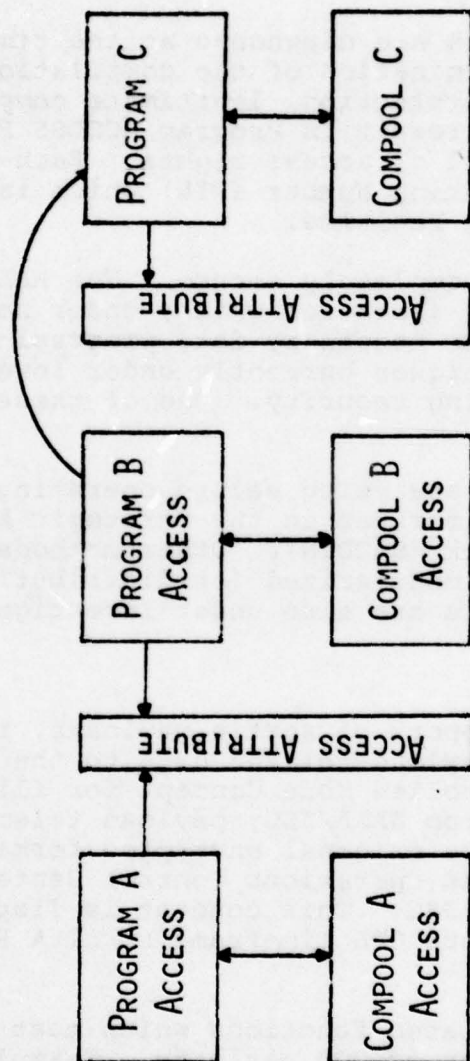 PROGRAM A
ACCESS
ACCESS ATTRIBUTE
PROGRAM B
ACCESS
ACCESS ATTRIBUTE
PROGRAM C
COMPOOL A
ACCESS
COMPOOL B
ACCESS
COMPOOL C